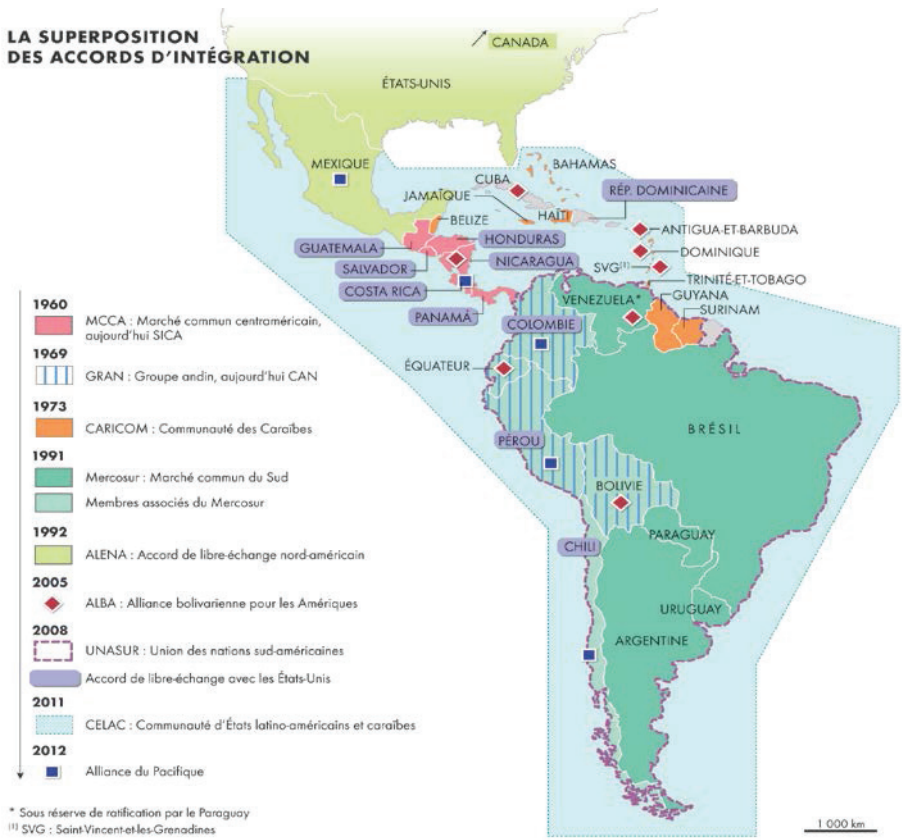 LA SUPERPOSITION
DES ACCORDS D'INTÉGRATION
CANADA
ÉTATS-UNIS
MEXIQUE
BAHAMAS
CUBA
RÉP. DOMINICAINE
JAMAÏQUE
HAÏTI
BELIZE
ANTIGUA-ET-BARBUDA
GUATEMALA
HONDURAS
DOMINIQUE
SALVADOR
NICARAGUA
SVG(1)
COSTA RICA
TRINITÉ-ET-TOBAGO
GUYANA
PANAMÁ
VENEZUELA*
SURINAM
COLOMBIE
ÉQUATEUR
BRÉSIL
PÉROU
BOLIVIE
PARAGUAY
CHILI
URUGUAY
ARGENTINE
1960
MCCA : Marché commun centraméricain,
aujourd'hui SICA
1969
GRAN : Groupe andin, aujourd'hui CAN
1973
CARICOM : Communauté des Caraïbes
1991
Mercosur : Marché commun du Sud
Membres associés du Mercosur
1992
ALENA : Accord de libre-échange nord-américain
2005
ALBA : Alliance bolivarienne pour les Amériques
2008
UNASUR : Union des nations sud-américaines
Accord de libre-échange avec les États-Unis
2011
CELAC : Communauté d'États latino-américains et caraïbes
2012
Alliance du Pacifique
* Sous réserve de ratification par le Paraguay
(1) SVG : Saint-Vincent-et-les-Grenadines
1 000 km